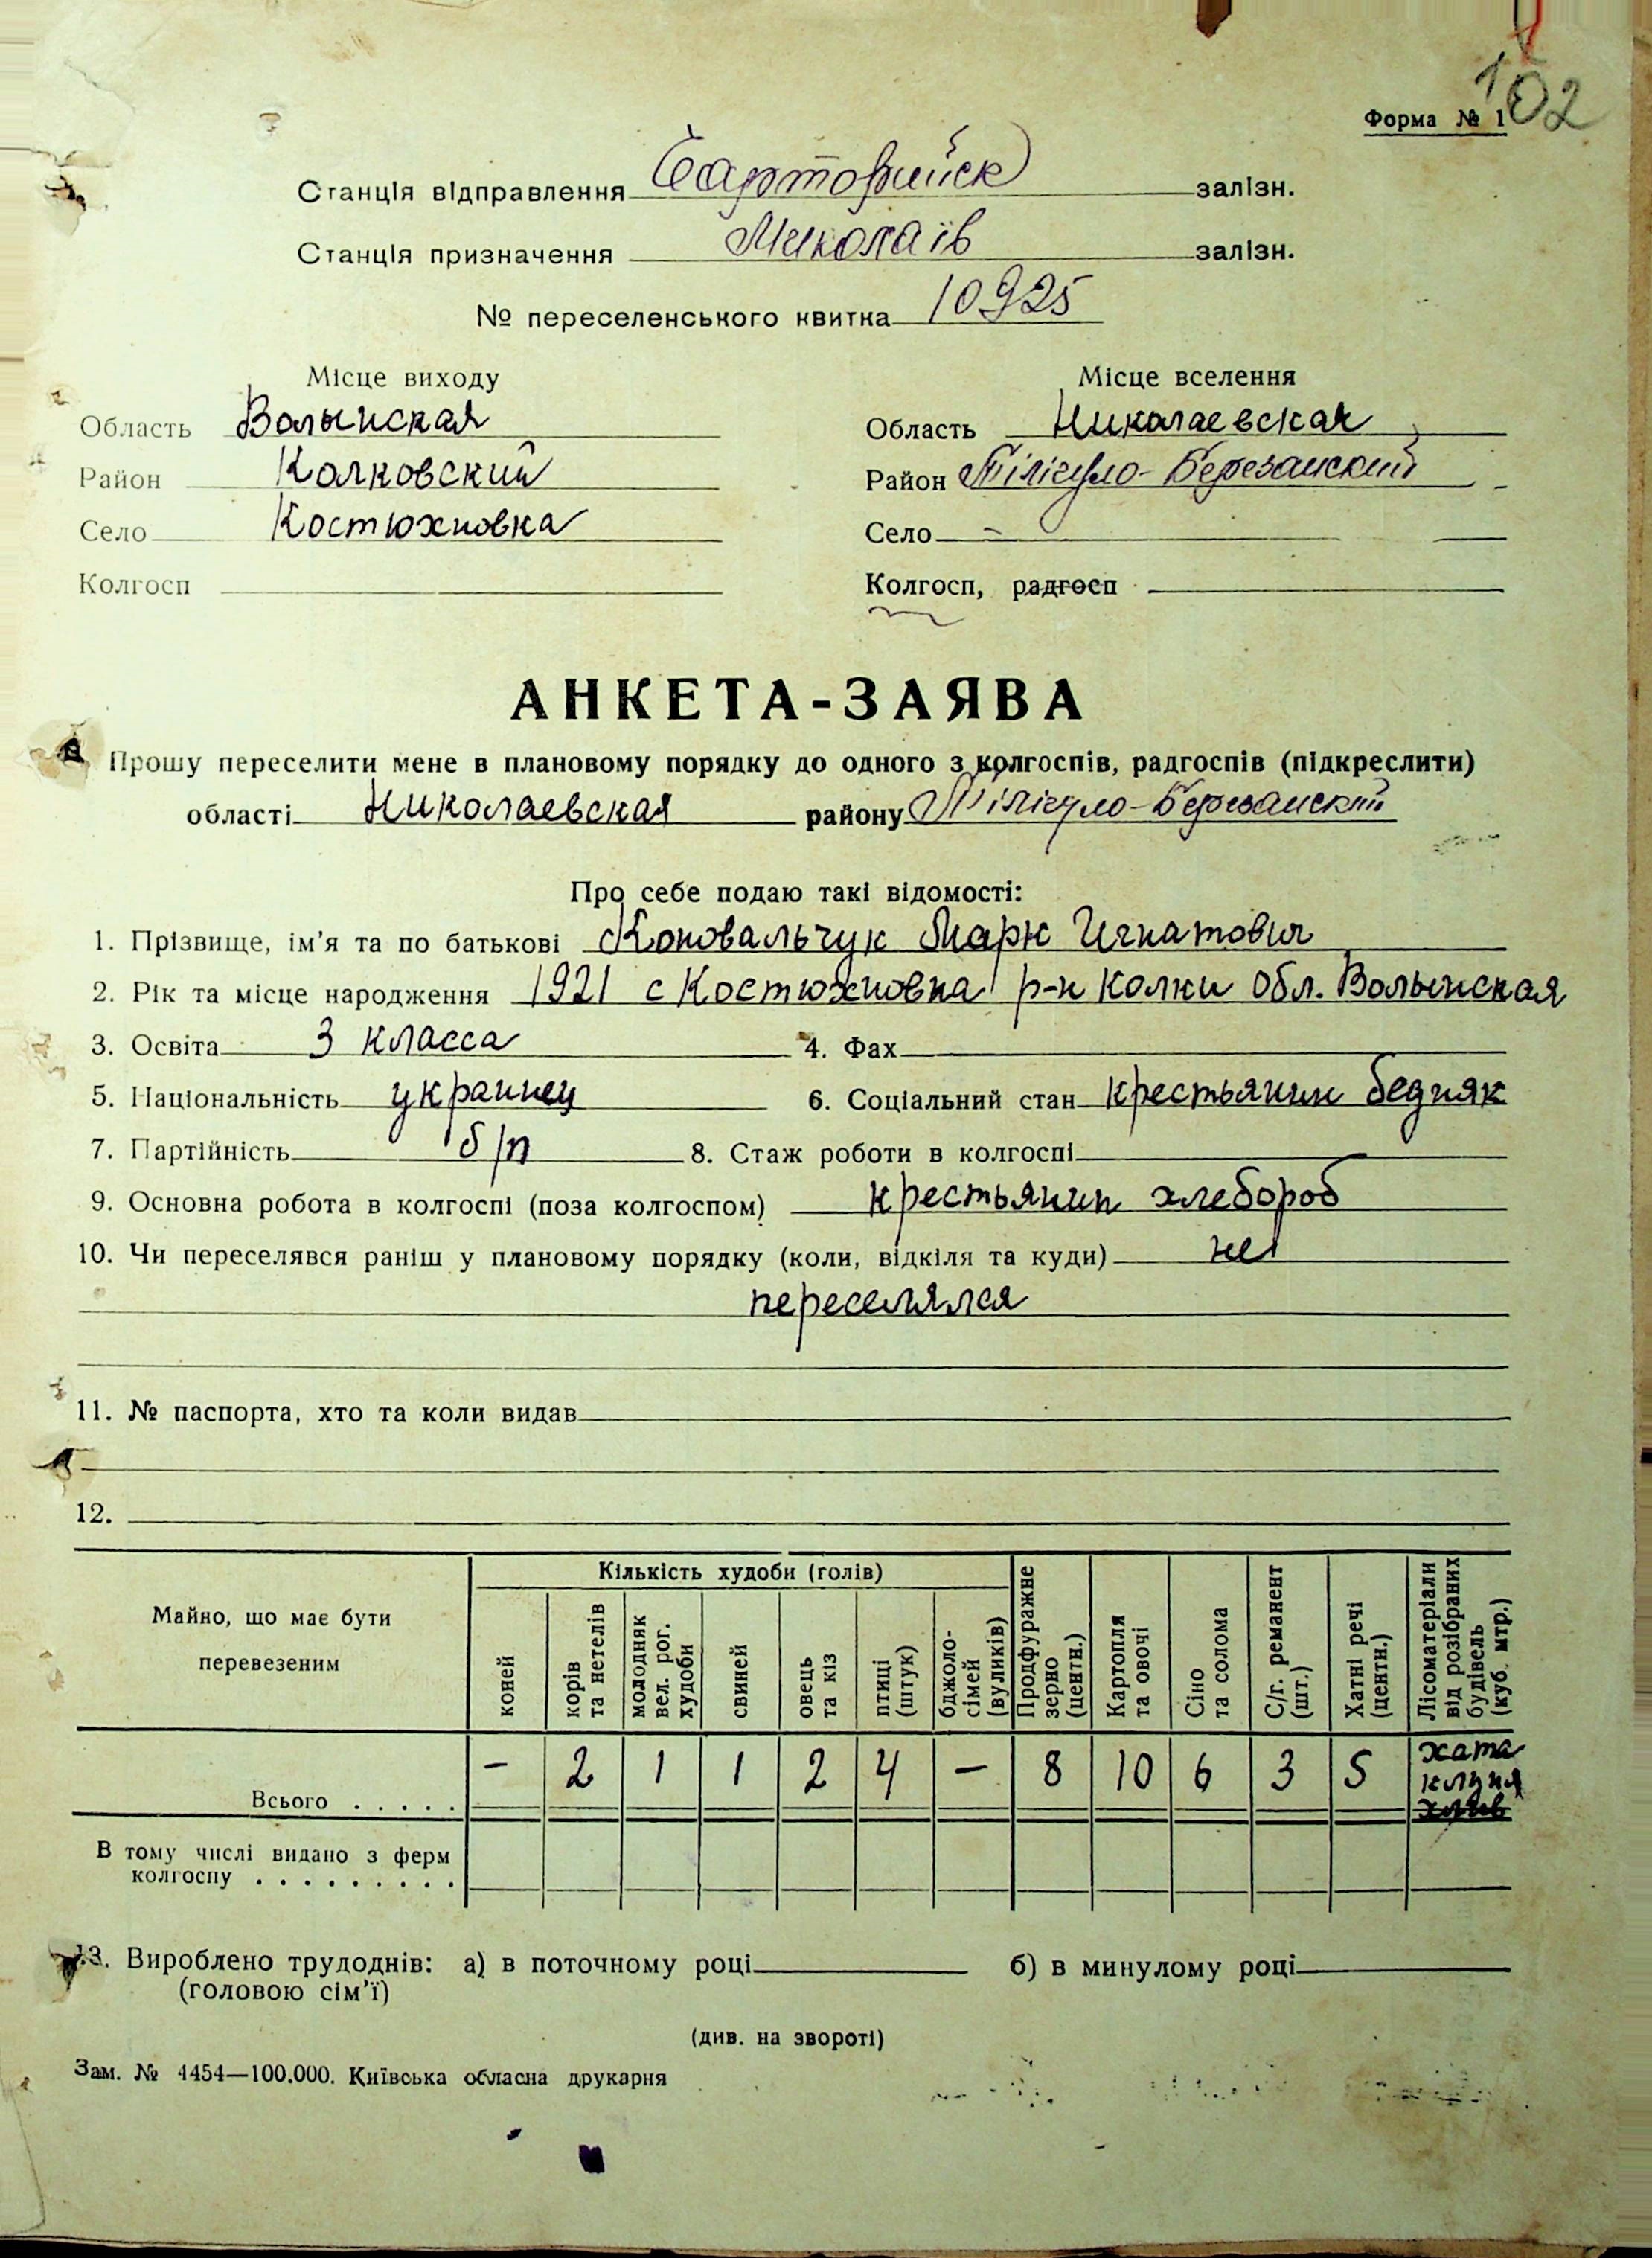 102
Форма № 1
Станція відправлення Чарторийск залізн.
Станція призначення Миколаїв залізн.
№ переселенського квитка 10925
Місце виходу Місце вселення
Область Волынская Область Николаевская
Район Колковский Район Тілігуло-Березанский
Село Костюхновка Село -
Колгосп Колгосп, радгосп
АНКЕТА-ЗАЯВА
Прошу переселити мене в плановому порядку до одного з колгоспів, радгоспів (підкреслити)
області Николаевская району Тілігуло-Березанский
Про себе подаю такі відомості:
1. Прізвище, ім'я та по батькові Коновальчук Марк Игнатович
2. Рік та місце народження 1921 с Костюхновка р-н Колки обл. Волынская
3. Освіта 3 класса 4. Фах
5. Національність украинец 6. Соціальний стан крестьянин бедняк
7. Партійність б/п 8. Стаж роботи в колгоспі
9. Основна робота в колгоспі (поза колгоспом) крестьянин хлебороб
10. Чи переселявся раніш у плановому порядку (коли, відкіля та куди) не
переселялся
11. № паспорта, хто та коли видав
12.
Майно, що має бути перевезеним
Кількість худоби (голів)
коней
корів та нетелів
молодняк вел. рог. худоби
свиней
овець та кіз
птиці (штук)
бджоло-сімей (вуликів)
Продфуражне зерно (центн.)
Картопля та овочі
Сіно та солома
С/г. реманент (шт.)
Хатні речі (центн.)
Лісоматеріали від розібраних будівель (куб. мтр.)
Всього . . . . . - 2 1 1 2 4 - 8 10 6 3 5 хата
клуня
хлив
В тому числі видано з ферм
колгоспу . . . . . . . . .
13. Вироблено трудоднів: а) в поточному році б) в минулому році
(головою сім'ї)
(див. на звороті)
Зам. № 4454—100.000. Київська обласна друкарня